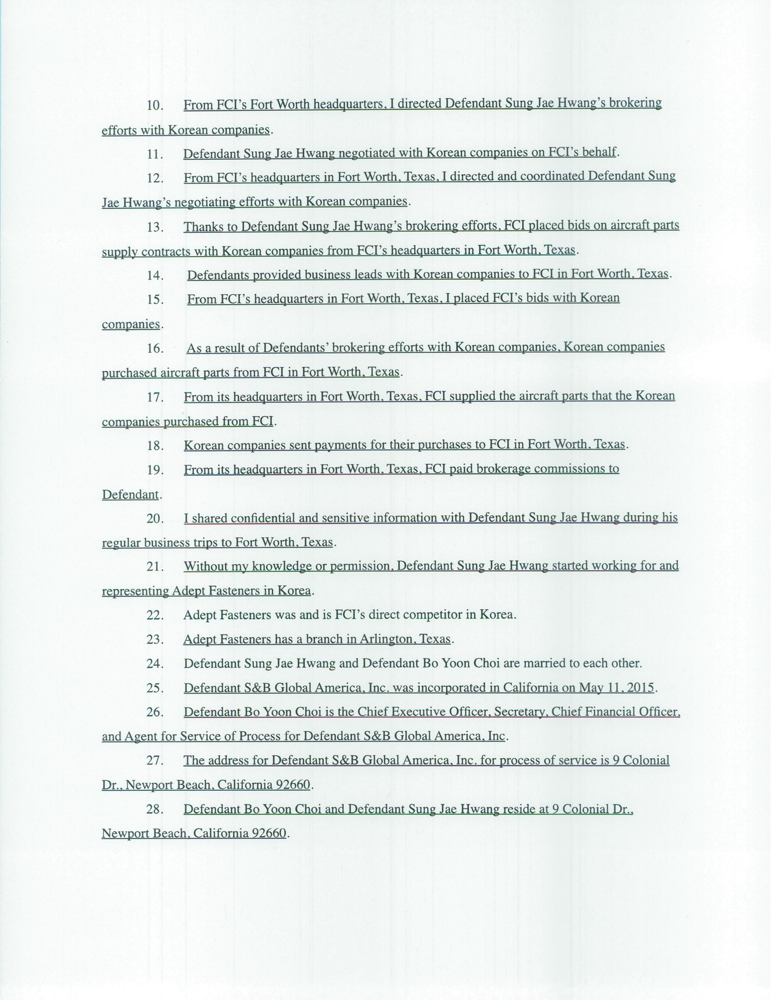 10. From FCI's Fort Worth headquarters, I directed Defendant Sung Jae Hwang's brokering
efforts with Korean companies.
11. Defendant Sung Jae Hwang negotiated with Korean companies on FCI's behalf.
12. From FCI's headquarters in Fort Worth, Texas, I directed and coordinated Defendant Sung
Jae Hwang's negotiating efforts with Korean companies.
13. Thanks to Defendant Sung Jae Hwang's brokering efforts, FCI placed bids on aircraft parts
supply contracts with Korean companies from FCI's headquarters in Fort Worth, Texas.
14. Defendants provided business leads with Korean companies to FCI in Fort Worth, Texas.
15. From FCI's headquarters in Fort Worth, Texas, I placed FCI's bids with Korean
companies.
16. As a result of Defendants' brokering efforts with Korean companies, Korean companies
purchased aircraft parts from FCI in Fort Worth, Texas.
17. From its headquarters in Fort Worth, Texas, FCI supplied the aircraft parts that the Korean
companies purchased from FCI.
18. Korean companies sent payments for their purchases to FCI in Fort Worth, Texas.
19. From its headquarters in Fort Worth, Texas, FCI paid brokerage commissions to
Defendant.
20. I shared confidential and sensitive information with Defendant Sung Jae Hwang during his
regular business trips to Fort Worth, Texas.
21. Without my knowledge or permission, Defendant Sung Jae Hwang started working for and
representing Adept Fasteners in Korea.
22. Adept Fasteners was and is FCI's direct competitor in Korea.
23. Adept Fasteners has a branch in Arlington, Texas.
24. Defendant Sung Jae Hwang and Defendant Bo Yoon Choi are married to each other.
25. Defendant S&B Global America, Inc. was incorporated in California on May 11, 2015.
26. Defendant Bo Yoon Choi is the Chief Executive Officer, Secretary, Chief Financial Officer,
and Agent for Service of Process for Defendant S&B Global America, Inc.
27. The address for Defendant S&B Global America, Inc. for process of service is 9 Colonial
Dr., Newport Beach, California 92660.
28. Defendant Bo Yoon Choi and Defendant Sung Jae Hwang reside at 9 Colonial Dr.,
Newport Beach, California 92660.